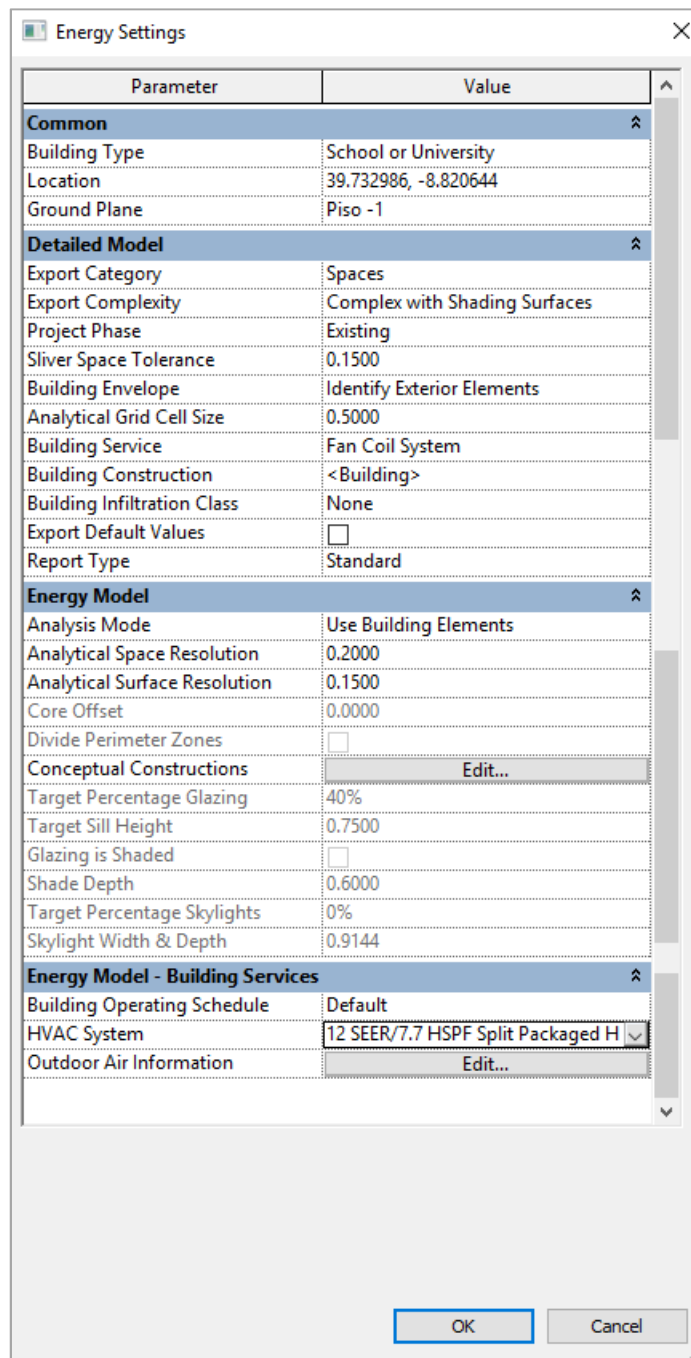 Energy Settings
Parameter Value
Common
Building Type School or University
Location 39.732986, -8.820644
Ground Plane Piso -1
Detailed Model
Export Category Spaces
Export Complexity Complex with Shading Surfaces
Project Phase Existing
Sliver Space Tolerance 0.1500
Building Envelope Identify Exterior Elements
Analytical Grid Cell Size 0.5000
Building Service Fan Coil System
Building Construction <Building>
Building Infiltration Class None
Export Default Values
Report Type Standard
Energy Model
Analysis Mode Use Building Elements
Analytical Space Resolution 0.2000
Analytical Surface Resolution 0.1500
Core Offset 0.0000
Divide Perimeter Zones
Conceptual Constructions Edit...
Target Percentage Glazing 40%
Target Sill Height 0.7500
Glazing is Shaded
Shade Depth 0.6000
Target Percentage Skylights 0%
Skylight Width & Depth 0.9144
Energy Model - Building Services
Building Operating Schedule Default
HVAC System 12 SEER/7.7 HSPF Split Packaged H
Outdoor Air Information Edit...
OK Cancel